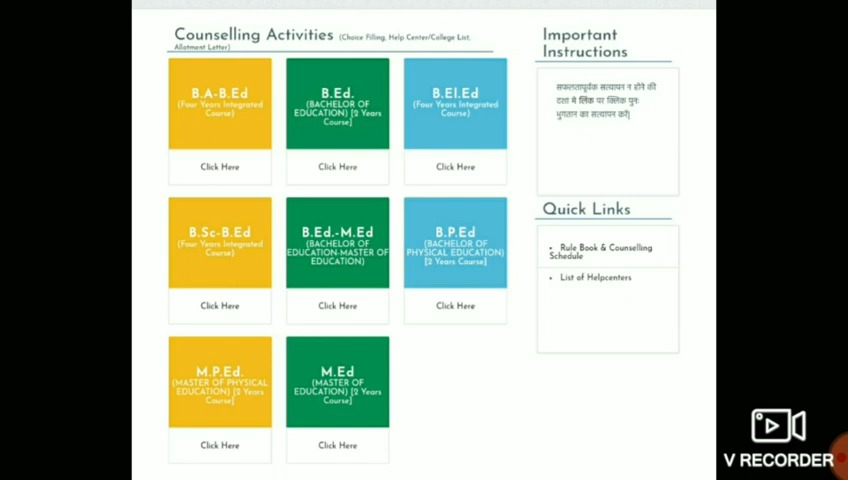 Counselling Activities (Choice Filling, Help Center/College List,
Allotment Letter)
B.A-B.Ed
(Four Years Integrated
Course)
Click Here
B.Ed.
(BACHELOR OF
EDUCATION) [2 Years
Course]
Click Here
B.El.Ed
(Four Years Integrated
Course)
Click Here
B.Sc-B.Ed
(Four Years Integrated
Course)
Click Here
B.Ed.-M.Ed
(BACHELOR OF
EDUCATION-MASTER OF
EDUCATION)
Click Here
B.P.Ed
(BACHELOR OF
PHYSICAL EDUCATION)
[2 Years Course]
Click Here
M.P.Ed.
(MASTER OF PHYSICAL
EDUCATION) [2 Years
Course]
Click Here
M.Ed
(MASTER OF
EDUCATION) [2 Years
Course]
Click Here
Important
Instructions
सफलतापूर्वक सत्यापन न होने की
दशा मे लिंक पर क्लिक पुनः
भुगतान का सत्यापन करें|
Quick Links
Rule Book & Counselling
Schedule
List of Helpcenters
V RECORDER